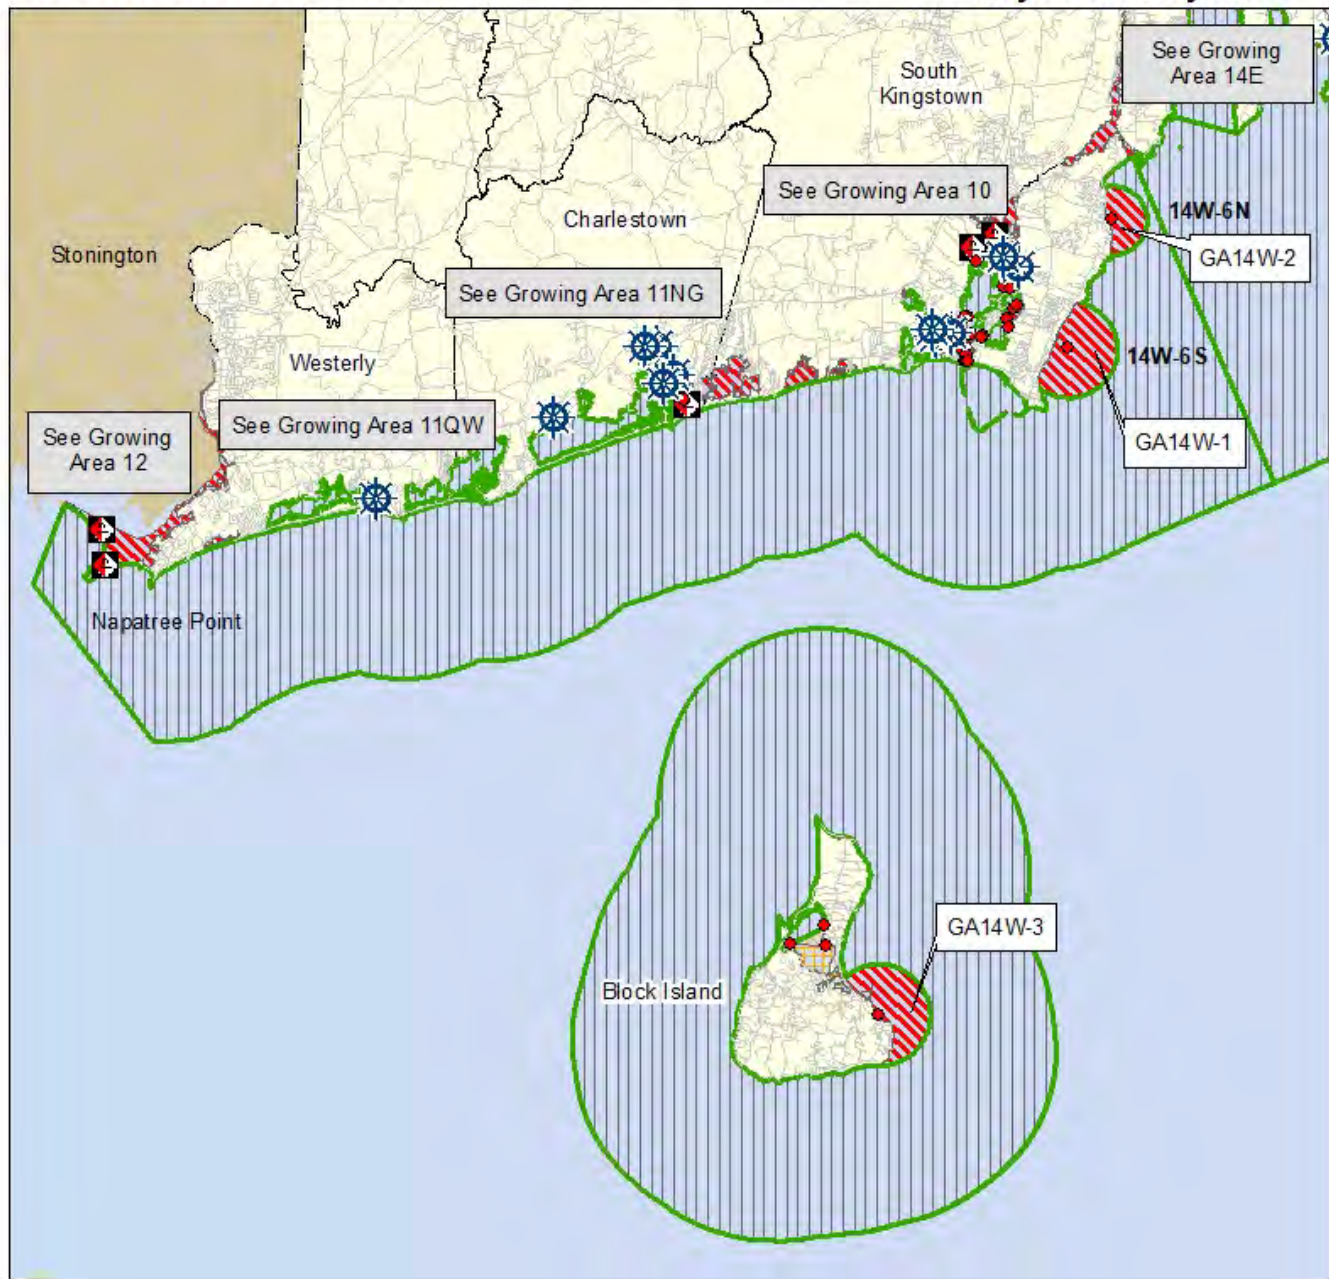 See Growing
Area 14E
South
Kingstown
See Growing Area 10
14W-6N
Charlestown
Stonington
GA14W-2
See Growing Area 11NG
Westerly
14W-6S
See Growing Area 11QW
See Growing
Area 12
GA14W-1
Napatree Point
GA14W-3
Block Island